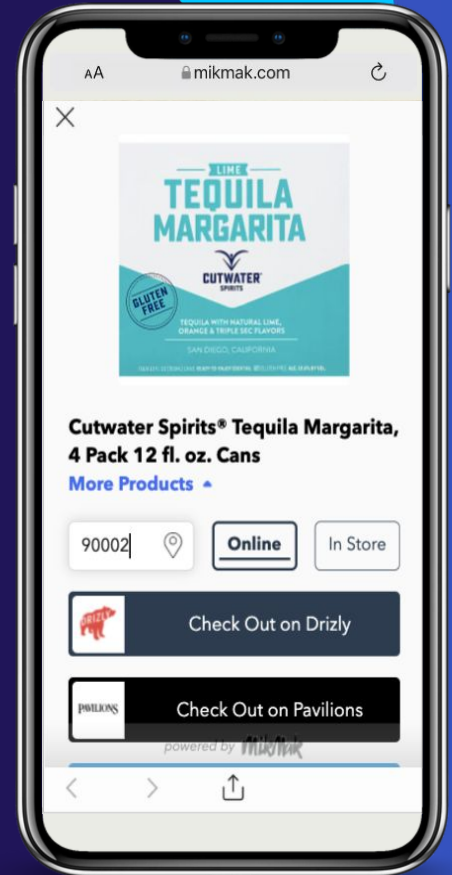 AA mikmak.com
LIME
TEQUILA
MARGARITA
CUTWATER
SPIRITS
GLUTEN
FREE
TEQUILA WITH NATURAL LIME,
ORANGE & TRIPLE SEC FLAVORS
SAN DIEGO, CALIFORNIA
Cutwater Spirits® Tequila Margarita,
4 Pack 12 fl. oz. Cans
More Products
90002 Online In Store
DRIZLY Check Out on Drizly
PAVILIONS Check Out on Pavilions
powered by MikMak